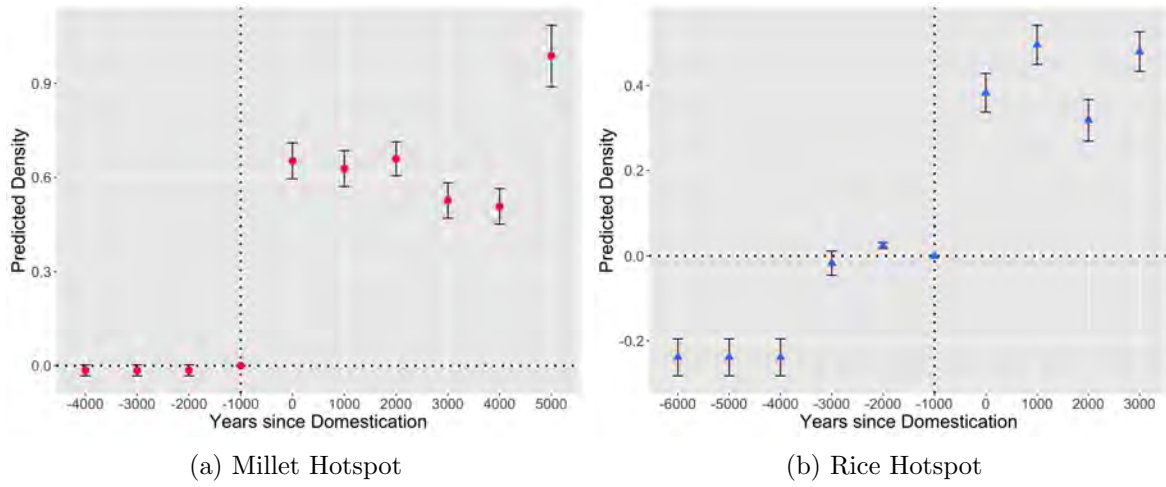 Predicted Density
0.9
0.6
0.3
0.0
-4000 -3000 -2000 -1000 0 1000 2000 3000 4000 5000
Years since Domestication
(a) Millet Hotspot
Predicted Density
0.4
0.2
0.0
-0.2
-6000 -5000 -4000 -3000 -2000 -1000 0 1000 2000 3000
Years since Domestication
(b) Rice Hotspot